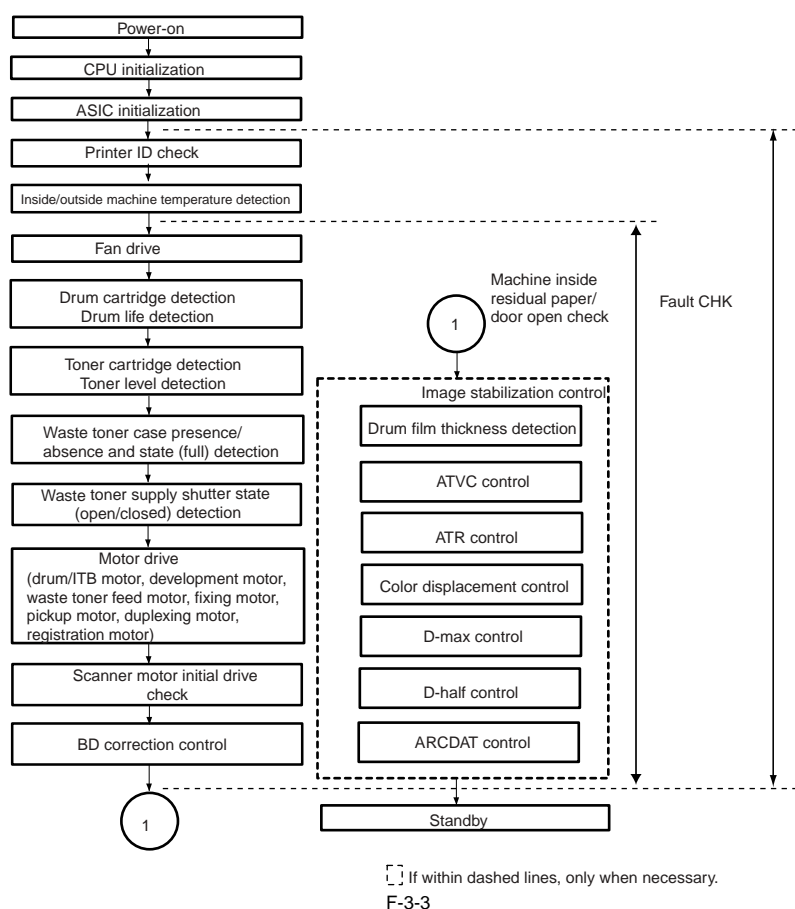 Power-on
CPU initialization
ASIC initialization
Printer ID check
Inside/outside machine temperature detection
Fan drive
Drum cartridge detection
Drum life detection
Toner cartridge detection
Toner level detection
Waste toner case presence/
absence and state (full) detection
Waste toner supply shutter state
(open/closed) detection
Motor drive
(drum/ITB motor, development motor,
waste toner feed motor, fixing motor,
pickup motor, duplexing motor,
registration motor)
Scanner motor initial drive
check
BD correction control
1
1
Machine inside
residual paper/
door open check
Image stabilization control
Drum film thickness detection
ATVC control
ATR control
Color displacement control
D-max control
D-half control
ARCDAT control
Standby
Fault CHK
If within dashed lines, only when necessary.
F-3-3